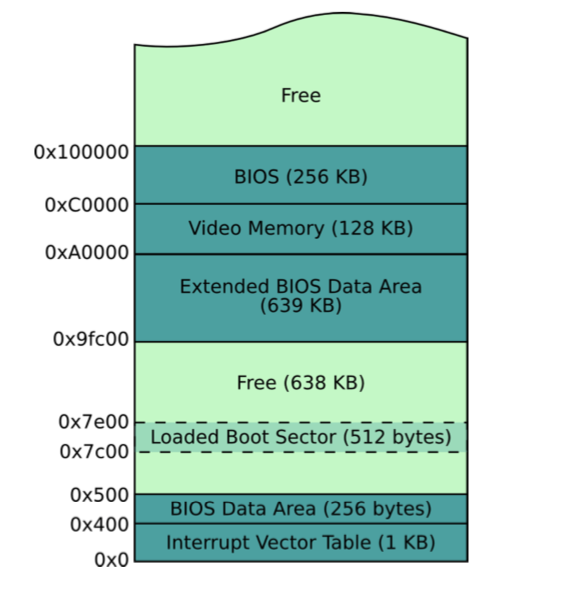 Free
0x100000
BIOS (256 KB)
0xC0000
Video Memory (128 KB)
0xA0000
Extended BIOS Data Area
(639 KB)
0x9fc00
Free (638 KB)
0x7e00
Loaded Boot Sector (512 bytes)
0x7c00
0x500
BIOS Data Area (256 bytes)
0x400
Interrupt Vector Table (1 KB)
0x0